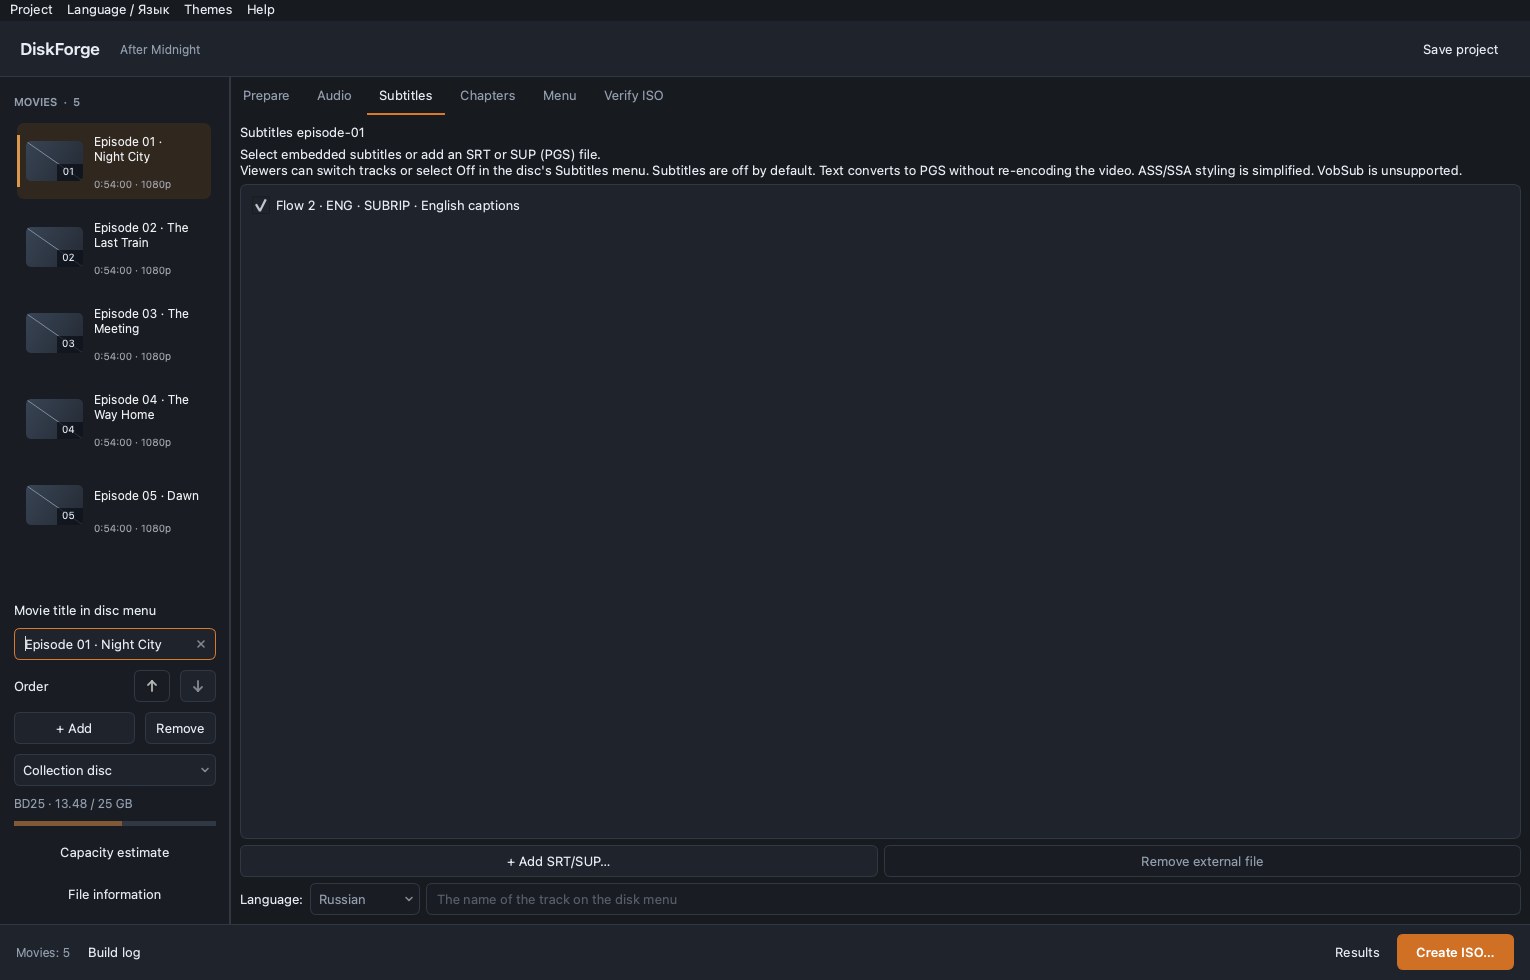 Project Language / Язык Themes Help
DiskForge After Midnight Save project
MOVIES · 5
Episode 01 ·
Night City
01
0:54:00 · 1080p
Episode 02 · The
Last Train
02
0:54:00 · 1080p
Episode 03 · The
Meeting
03
0:54:00 · 1080p
Episode 04 · The
Way Home
04
0:54:00 · 1080p
Episode 05 · Dawn
05
0:54:00 · 1080p
Movie title in disc menu
Episode 01 · Night City
Order
+ Add Remove
Collection disc
BD25 · 13.48 / 25 GB
Capacity estimate
File information
Prepare Audio Subtitles Chapters Menu Verify ISO
Subtitles episode-01
Select embedded subtitles or add an SRT or SUP (PGS) file.
Viewers can switch tracks or select Off in the disc's Subtitles menu. Subtitles are off by default. Text converts to PGS without re-encoding the video. ASS/SSA styling is simplified. VobSub is unsupported.
Flow 2 · ENG · SUBRIP · English captions
+ Add SRT/SUP... Remove external file
Language: Russian The name of the track on the disk menu
Movies: 5 Build log Results Create ISO...